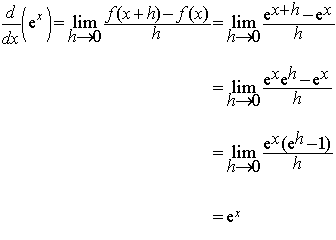 d/dx (e^x) = lim_{h→0} (f(x+h)−f(x))/h = lim_{h→0} (e^{x+h}−e^x)/h
= lim_{h→0} (e^x e^h−e^x)/h
= lim_{h→0} (e^x(e^h−1))/h
= e^x